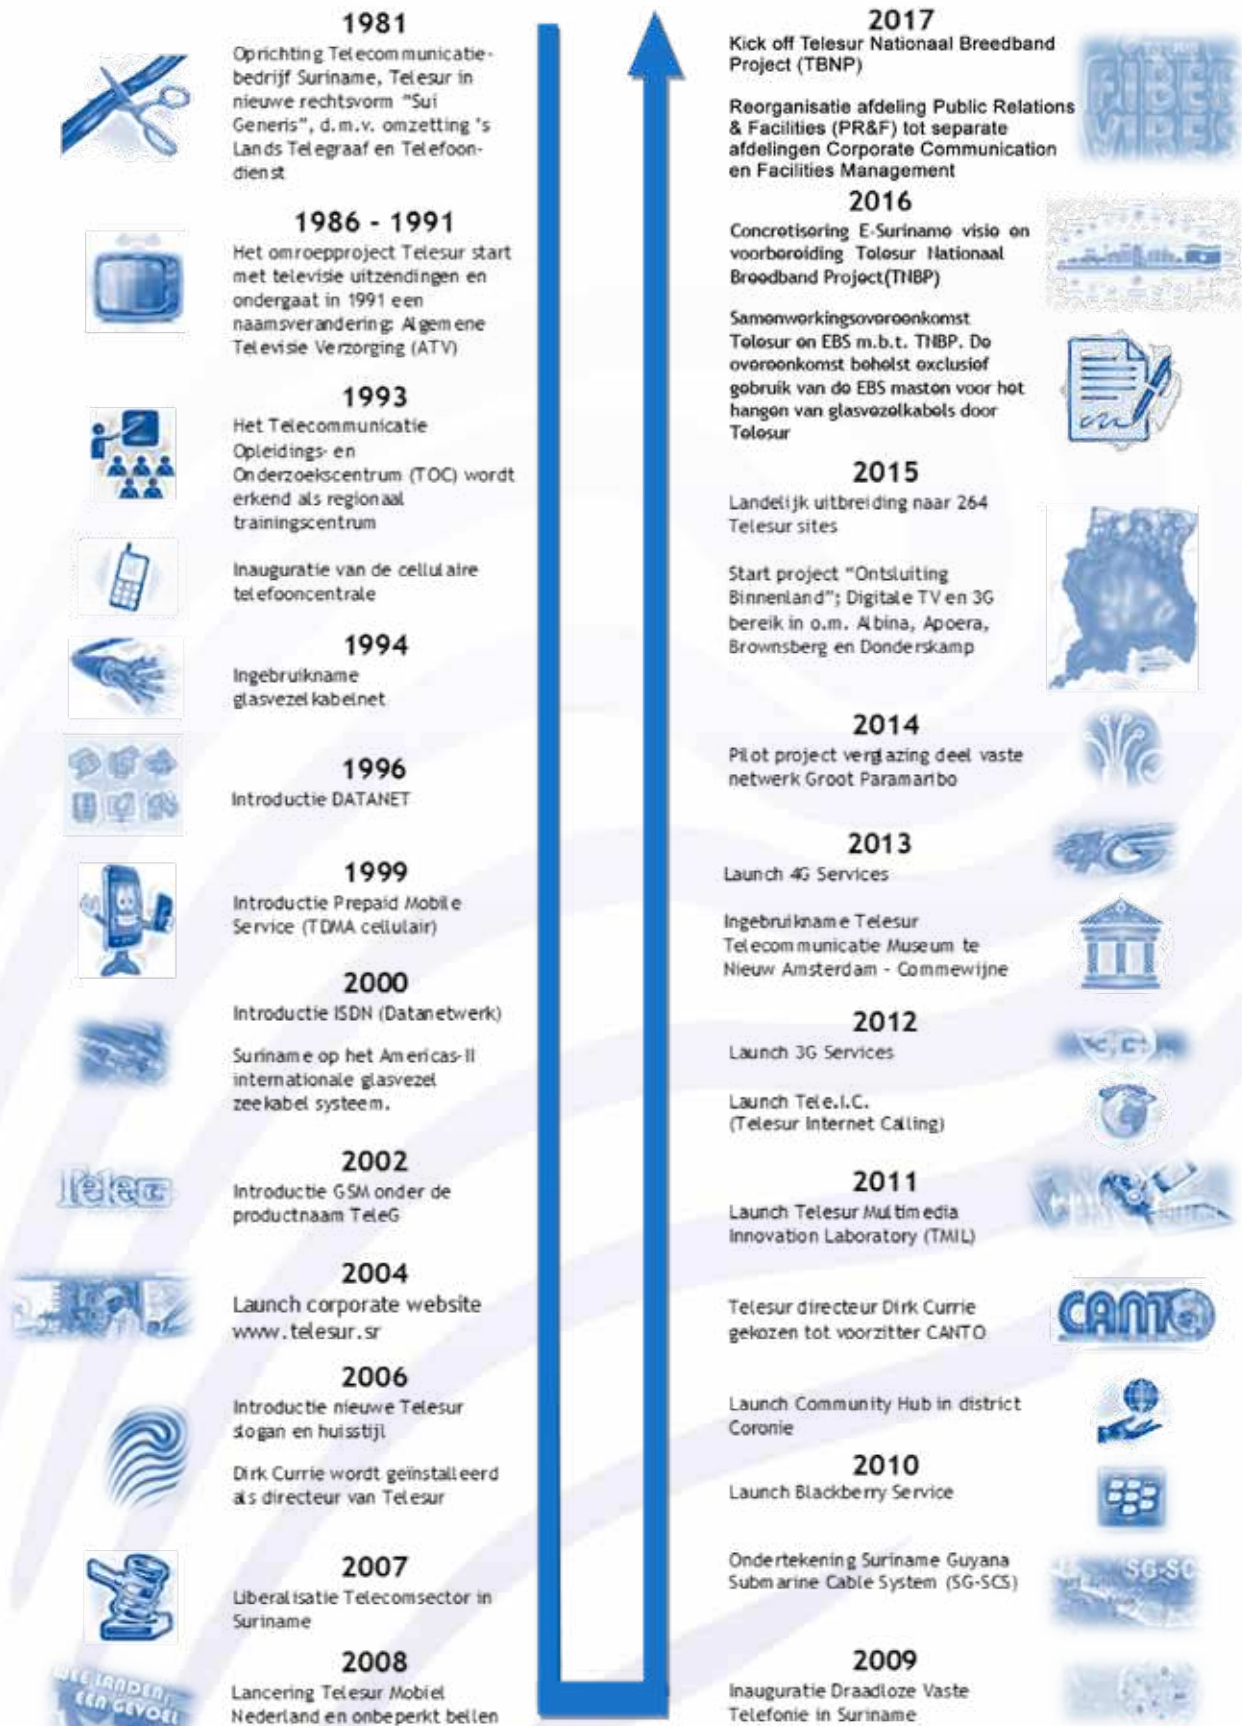 1981
Oprichting Telecommunicatie-
bedrijf Suriname, Telesur in
nieuwe rechtsvorm "Sui
Generis", d.m.v. omzetting 's
Lands Telegraaf en Telefoon-
dienst
1986 - 1991
Het omroepproject Telesur start
met televisie uitzendingen en
ondergaat in 1991 een
naamsverandering: Algemene
Televisie Verzorging (ATV)
1993
Het Telecommunicatie
Opleidings- en
Onderzoekscentrum (TOC) wordt
erkend als regionaal
trainingscentrum
Inauguratie van de cellulaire
telefooncentrale
1994
Ingebruikname
glasvezelkabelnet
1996
Introductie DATANET
1999
Introductie Prepaid Mobile
Service (TDMA cellulair)
2000
Introductie ISDN (Datanetwerk)
Suriname op het Americas-II
internationale glasvezel
zeekabel systeem.
2002
TeleG
Introductie GSM onder de
productnaam TeleG
2004
Launch corporate website
www.telesur.sr
2006
Introductie nieuwe Telesur
slogan en huisstijl
Dirk Currie wordt geïnstalleerd
als directeur van Telesur
2007
Liberalisatie Telecomsector in
Suriname
2008
TWEE LANDEN,
EEN GEVOEL
Lancering Telesur Mobiel
Nederland en onbeperkt bellen
2017
Kick off Telesur Nationaal Breedband
Project (TBNP)
FIBER
VIBES
Reorganisatie afdeling Public Relations
& Facilities (PR&F) tot separate
afdelingen Corporate Communication
en Facilities Management
2016
Concretisering E-Suriname visie en
voorbereiding Telesur Nationaal
Breedband Project(TNBP)
Samenwerkingsovereenkomst
Telesur en EBS m.b.t. TNBP. De
overeenkomst behelst exclusief
gebruik van de EBS masten voor het
hangen van glasvezelkabels door
Telesur
2015
Landelijk uitbreiding naar 264
Telesur sites
Start project "Ontsluiting
Binnenland"; Digitale TV en 3G
bereik in o.m. Albina, Apoera,
Brownsberg en Donderskamp
2014
Pilot project verglazing deel vaste
netwerk Groot Paramaribo
2013
4G
Launch 4G Services
Ingebruikname Telesur
Telecommunicatie Museum te
Nieuw Amsterdam - Commewijne
2012
3G
Launch 3G Services
Launch Tele.I.C.
(Telesur Internet Calling)
2011
Launch Telesur Multimedia
Innovation Laboratory (TMIL)
Telesur directeur Dirk Currie
gekozen tot voorzitter CANTO
CANTO
Launch Community Hub in district
Coronie
2010
Launch Blackberry Service
Ondertekening Suriname Guyana
Submarine Cable System (SG-SCS)
SG-SC
2009
Inauguratie Draadloze Vaste
Telefonie in Suriname